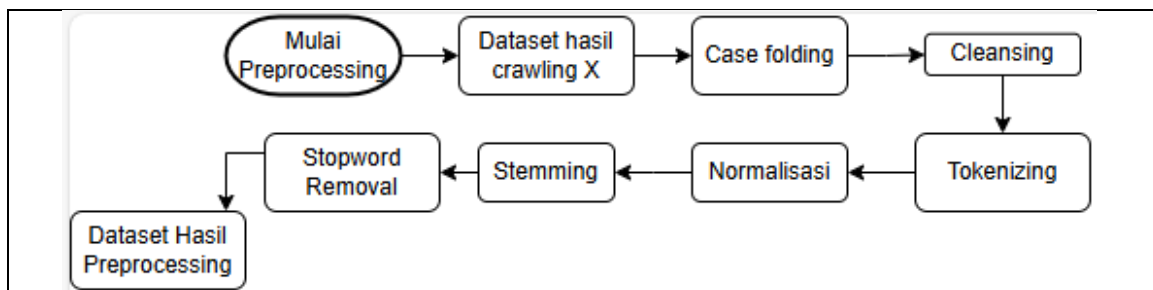 Mulai
Preprocessing
Dataset hasil
crawling X
Case folding
Cleansing
Tokenizing
Normalisasi
Stemming
Stopword
Removal
Dataset Hasil
Preprocessing